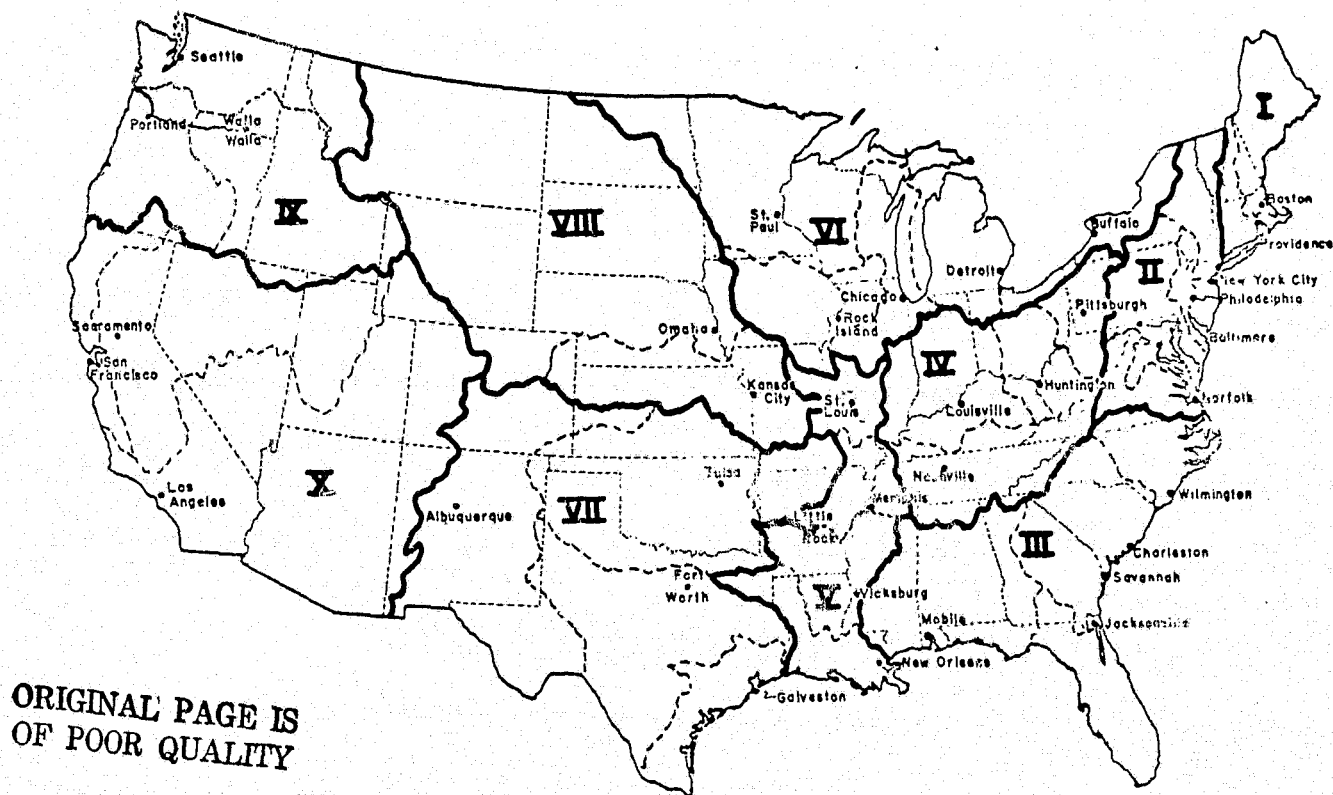 Seattle
Portland
Walla
Walla
IX
VIII
St.
Paul
VI
I
Boston
Providence
Buffalo
II
New York City
Philadelphia
Baltimore
Norfolk
Detroit
Chicago
Rock
Island
Pittsburgh
Omaha
Sacramento
San
Francisco
Kansas
City
St.
Louis
IV
Louisville
Huntington
Los
Angeles
X
Albuquerque
VII
Tulsa
Nashville
Memphis
Little
Rock
Wilmington
III
Charleston
Savannah
Fort
Worth
V
Vicksburg
Mobile
Jacksonville
New Orleans
Galveston
ORIGINAL PAGE IS
OF POOR QUALITY